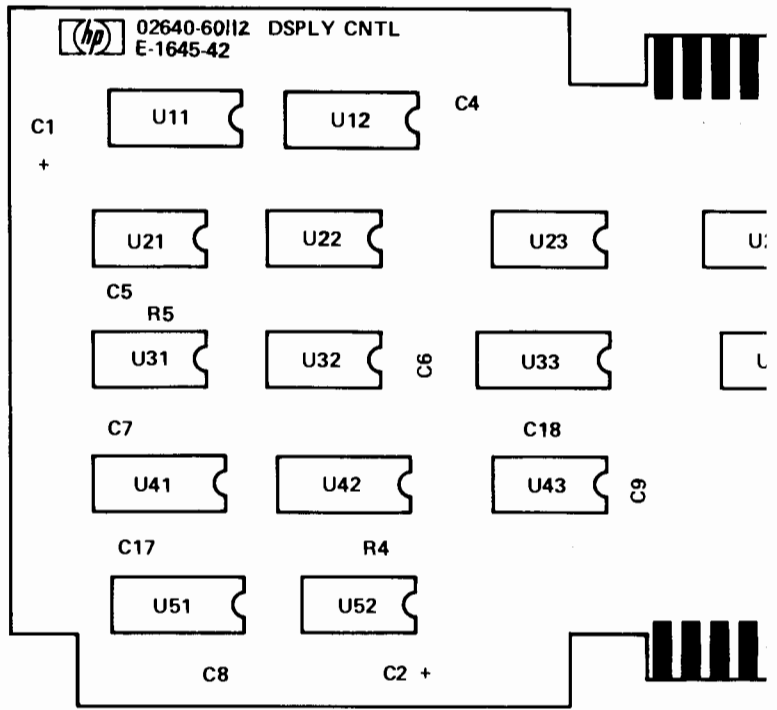 hp 02640-60112 DSPLY CNTL
E-1645-42
C1
+
U11
U12
C4
U21
U22
U23
C5
R5
U31
U32
C6
U33
C7
C18
U41
U42
U43
C9
C17
R4
U51
U52
C8
C2 +